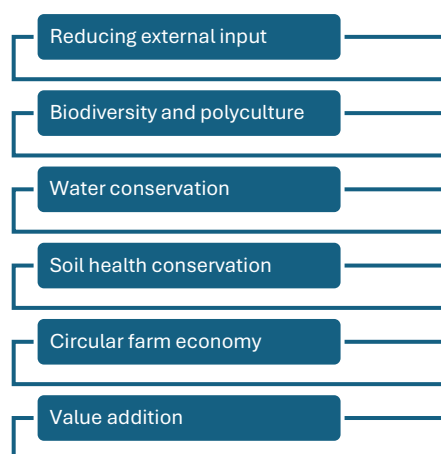 Reducing external input
Biodiversity and polyculture
Water conservation
Soil health conservation
Circular farm economy
Value addition